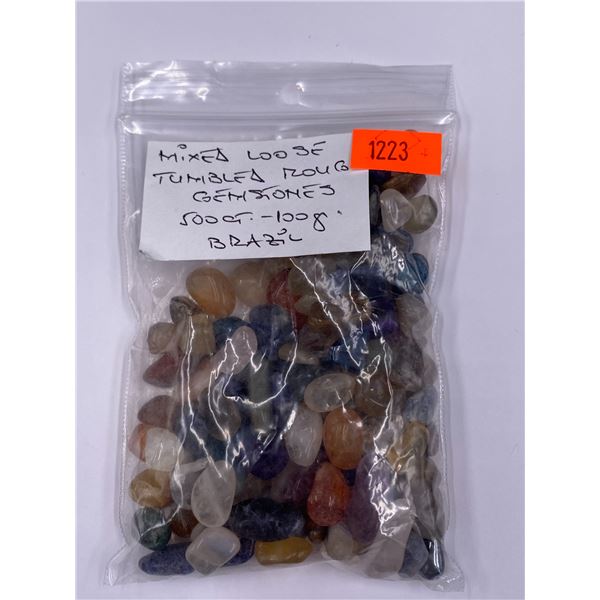 1223
MIXED LOOSE
TUMBLED ROUG
GEMSTONES
500CT. - 100g.
BRAZIL